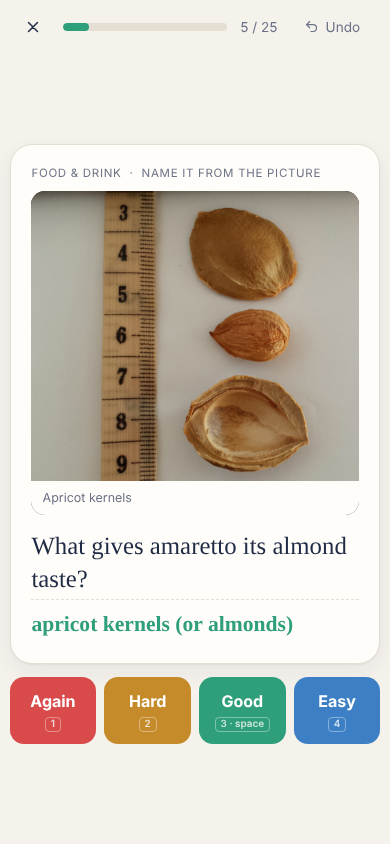 5 / 25
Undo
FOOD & DRINK · NAME IT FROM THE PICTURE
3
4
5
6
7
8
9
Apricot kernels
What gives amaretto its almond
taste?
apricot kernels (or almonds)
Again
Hard
Good
Easy
1
2
3 · space
4